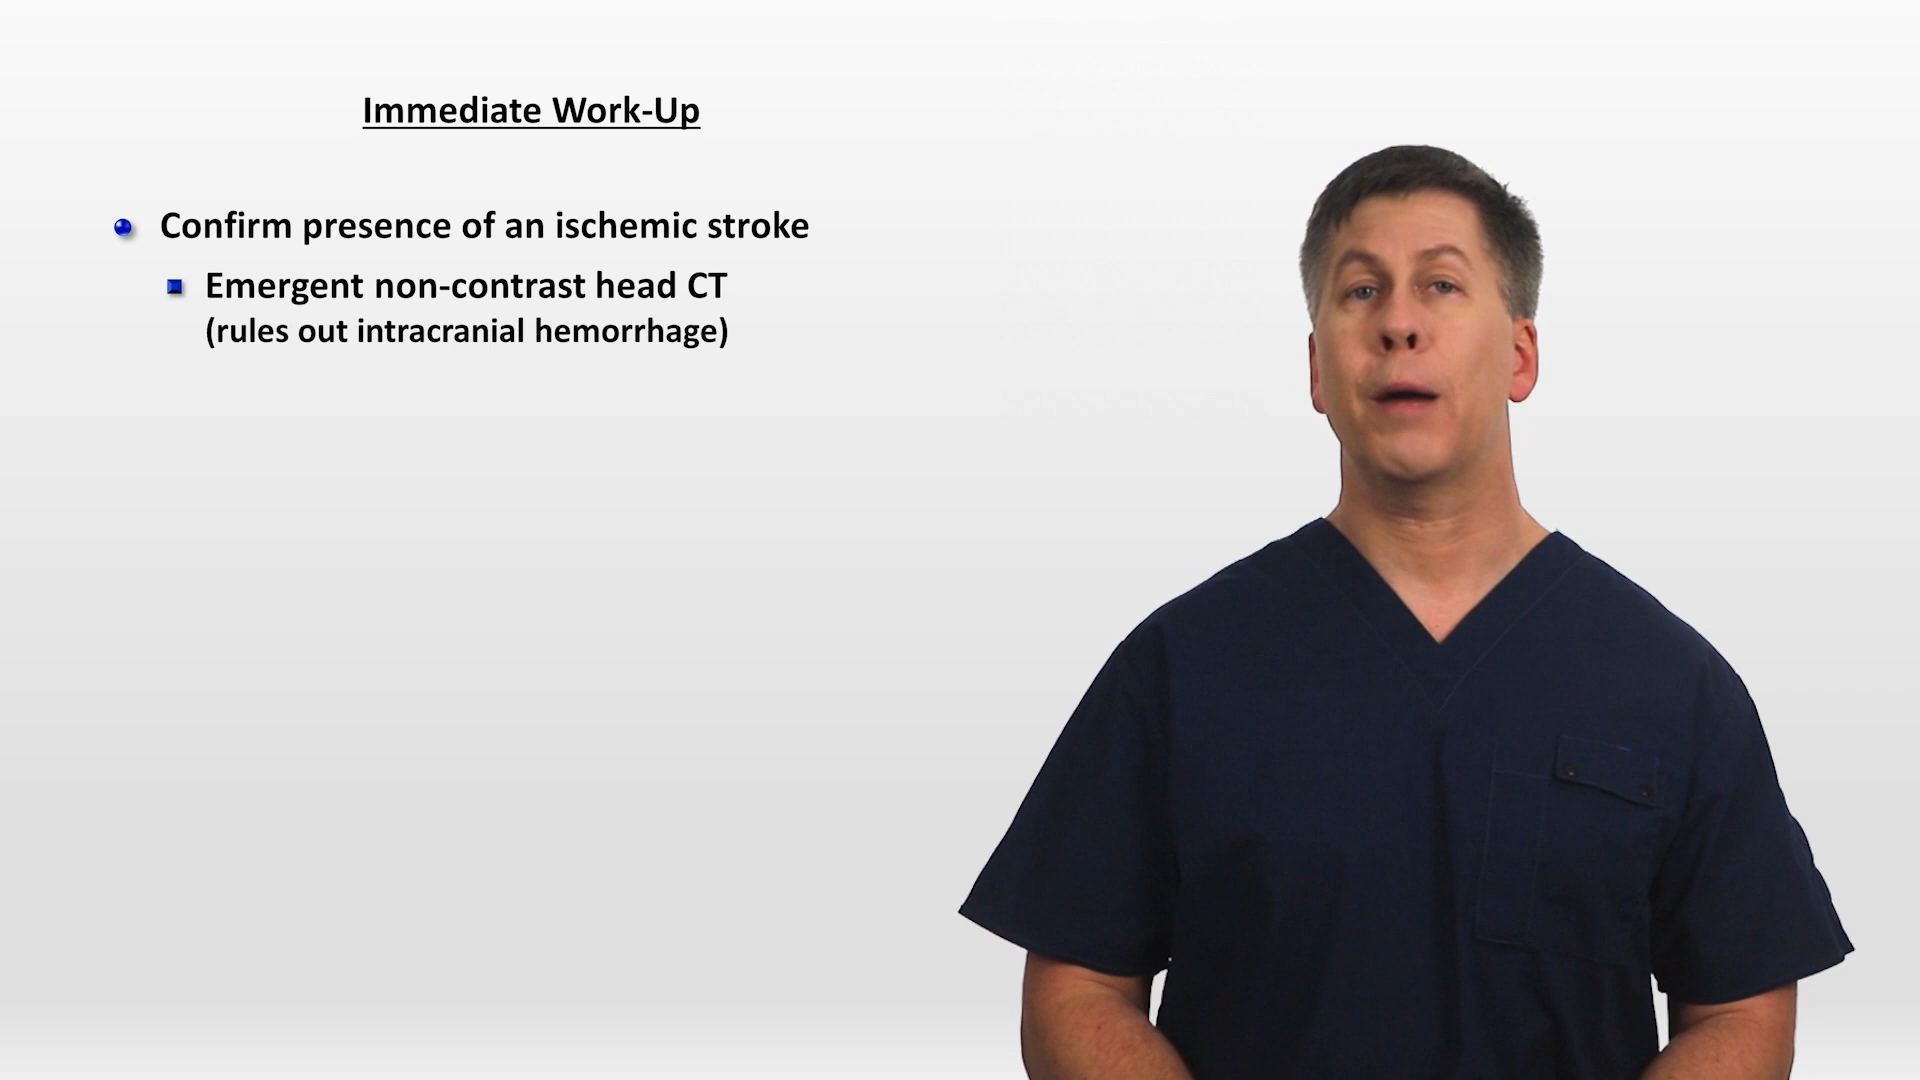 Immediate Work-Up
Confirm presence of an ischemic stroke
Emergent non-contrast head CT
(rules out intracranial hemorrhage)